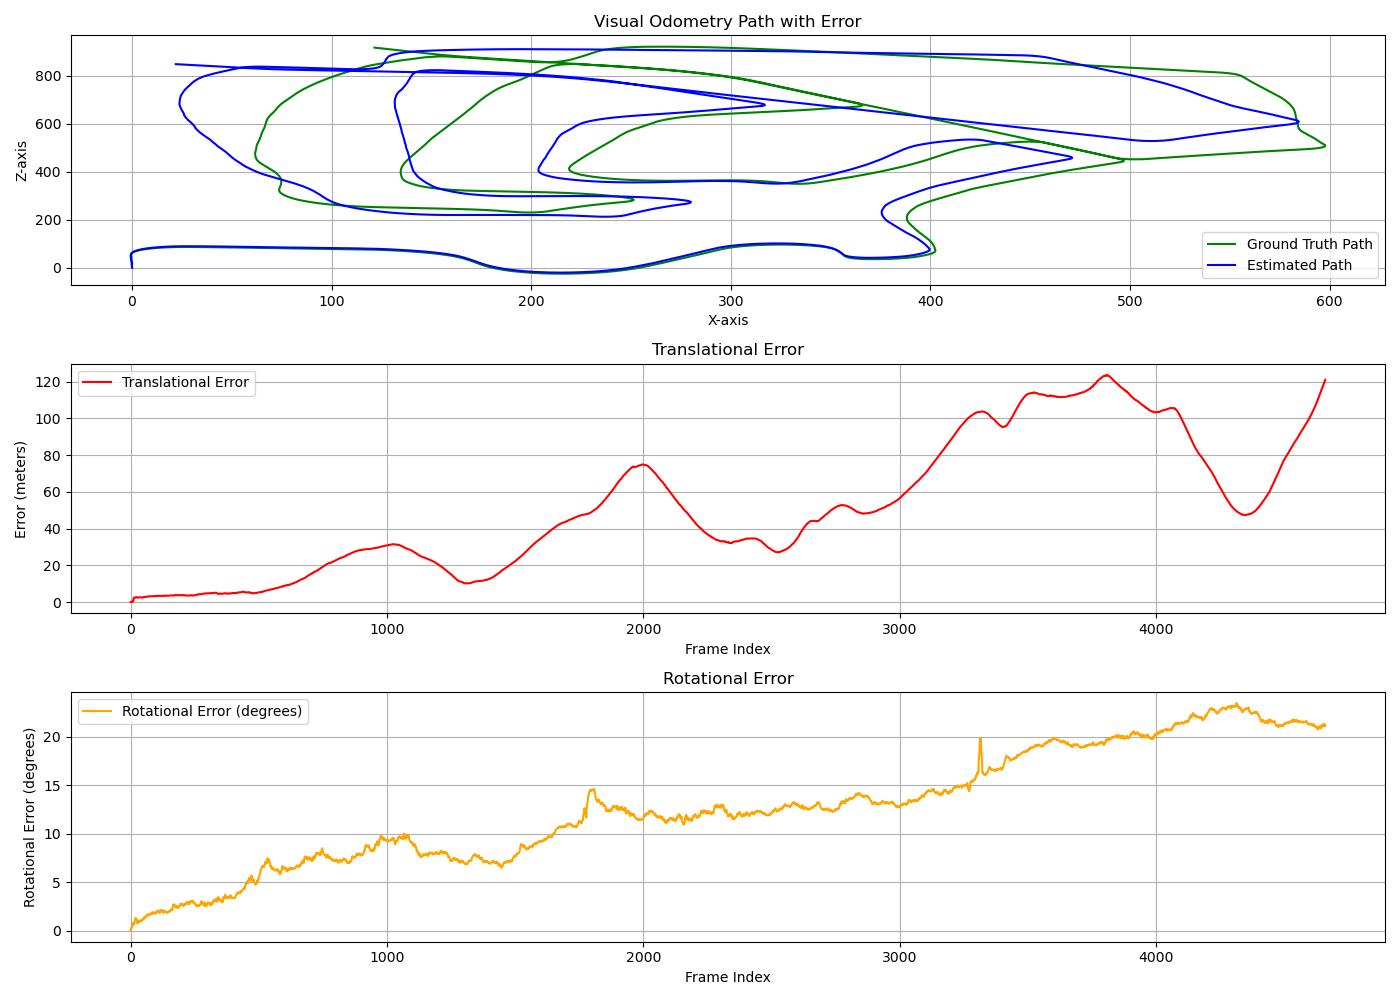 Visual Odometry Path with Error
Z-axis
800
600
400
200
0
Ground Truth Path
Estimated Path
0 100 200 300 400 500 600
X-axis
Translational Error
Error (meters)
120
100
80
60
40
20
0
Translational Error
0 1000 2000 3000 4000
Frame Index
Rotational Error
Rotational Error (degrees)
20
15
10
5
0
Rotational Error (degrees)
0 1000 2000 3000 4000
Frame Index